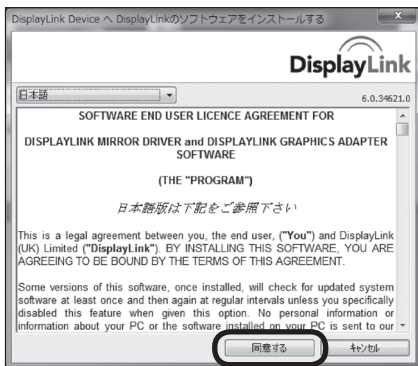 DisplayLink Device へ DisplayLinkのソフトウェアをインストールする
DisplayLink
日本語
6.0.34621.0
SOFTWARE END USER LICENCE AGREEMENT FOR
DISPLAYLINK MIRROR DRIVER and DISPLAYLINK GRAPHICS ADAPTER
SOFTWARE
(THE "PROGRAM")
日本語版は下記をご参照下さい
This is a legal agreement between you, the end user, ("You") and DisplayLink
(UK) Limited ("DisplayLink"). BY INSTALLING THIS SOFTWARE, YOU ARE
AGREEING TO BE BOUND BY THE TERMS OF THIS AGREEMENT.
Some versions of this software, once installed, will check for updated system
software at least once and then again at regular intervals unless you specifically
disabled this feature when given this option. No personal information or
information about your PC or the software installed on your PC is sent to our
同意する
キャンセル